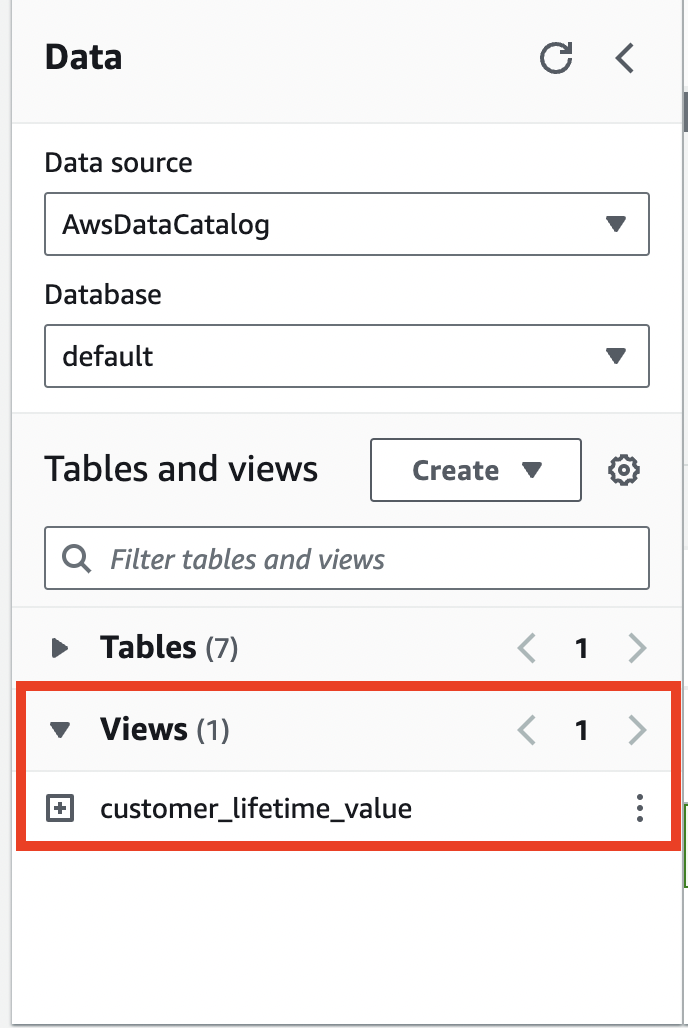 Data
Data source
AwsDataCatalog
Database
default
Tables and views
Create
Filter tables and views
Tables (7)
1
Views (1)
1
customer_lifetime_value